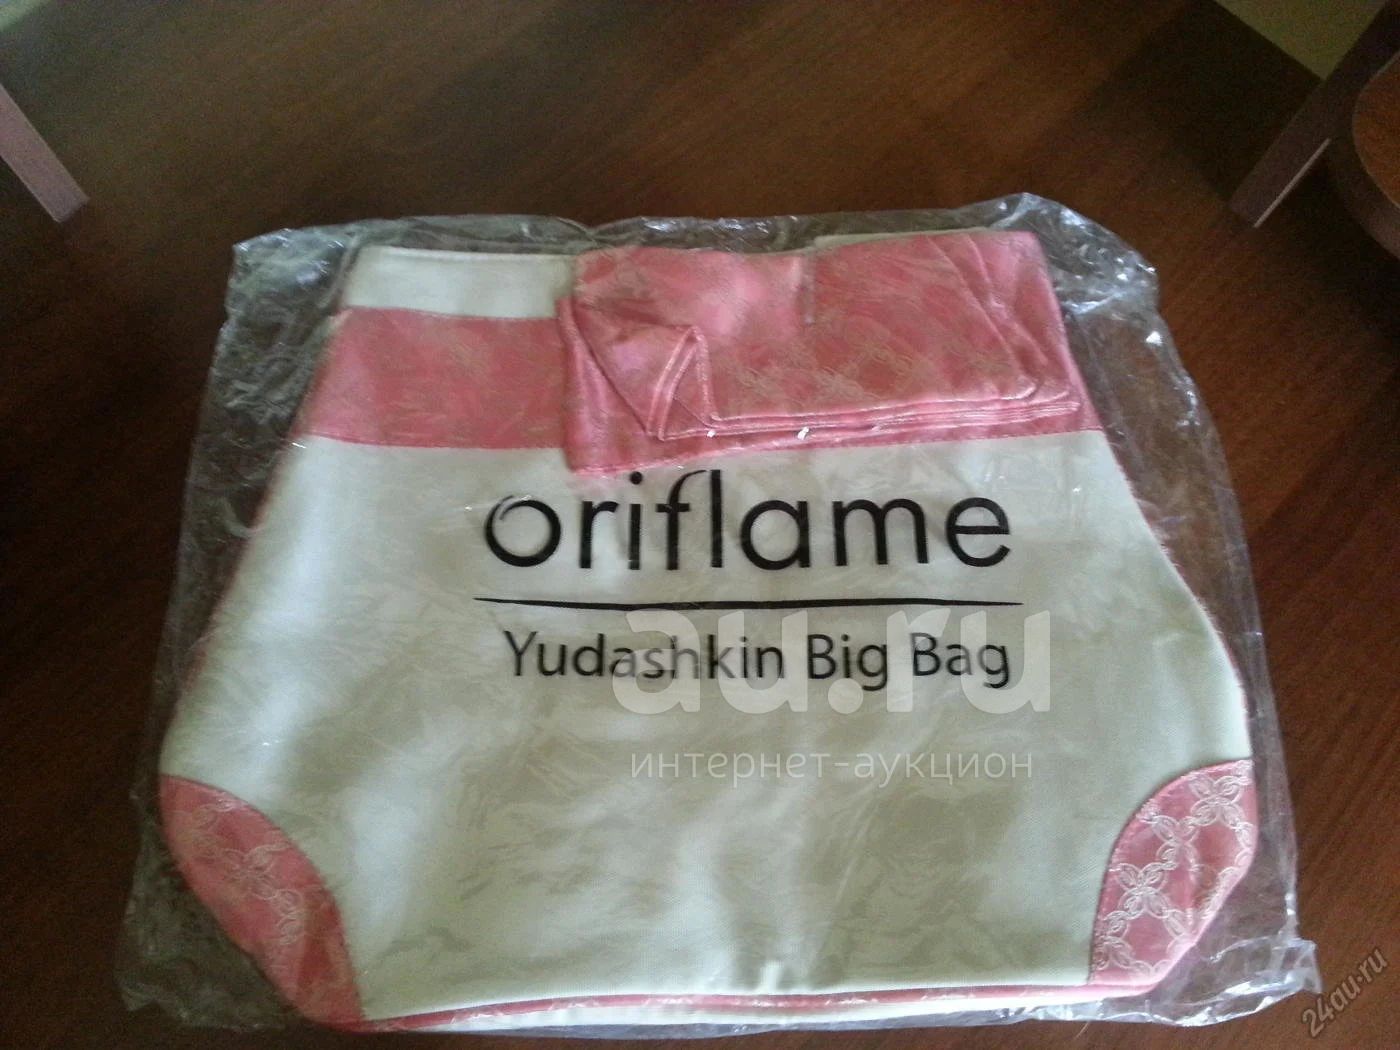 oriflame
Yudashkin Big Bag
au.ru
интернет-аукцион
24au.ru